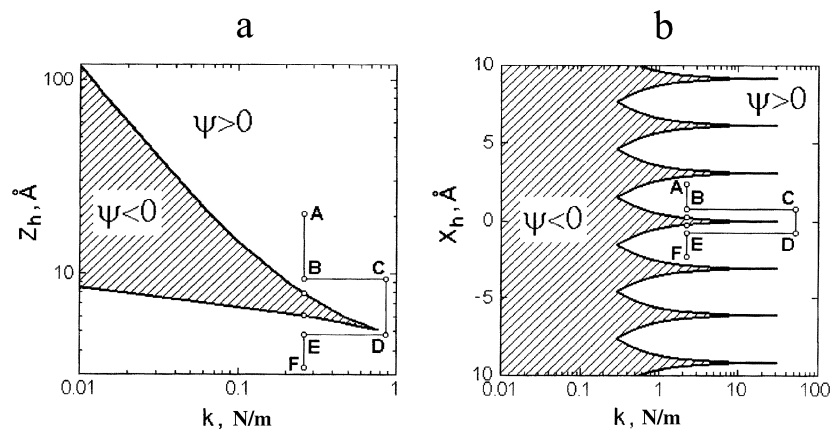 a
100
10
Z_h, Å
ψ>0
ψ<0
A
B C
E D
F
0.01 0.1 1
k, N/m
b
10
5
0
-5
10
X_h, Å
ψ>0
ψ<0
A
B C
E D
F
0.01 0.1 1 10 100
k, N/m